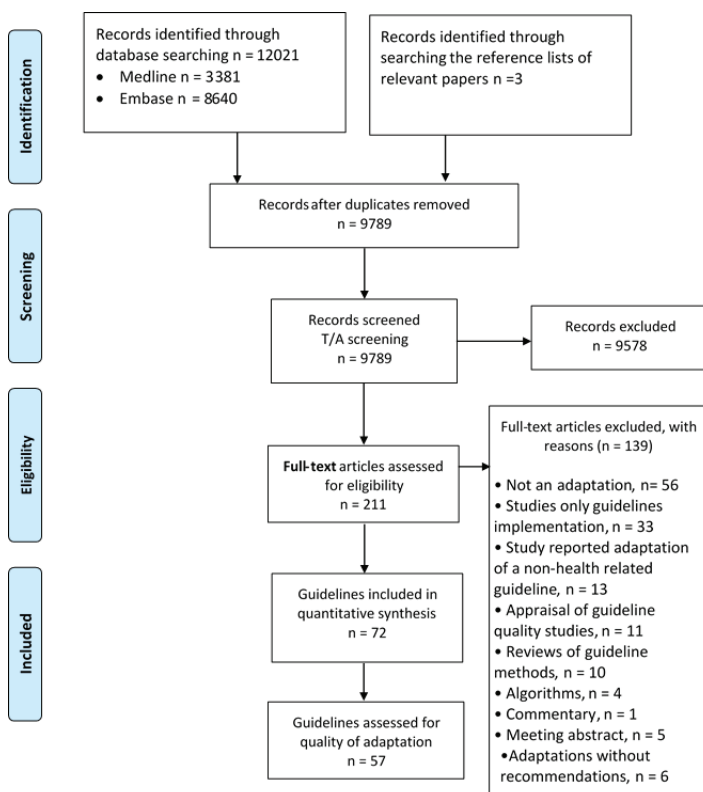 Identification
Records identified through
database searching n = 12021
• Medline n = 3381
• Embase n = 8640
Records identified through
searching the reference lists of
relevant papers n =3
Records after duplicates removed
n = 9789
Screening
Records screened
T/A screening
n = 9789
Records excluded
n = 9578
Eligibility
Full-text articles assessed
for eligibility
n = 211
Full-text articles excluded, with
reasons (n = 139)
• Not an adaptation, n= 56
• Studies only guidelines
implementation, n = 33
• Study reported adaptation
of a non-health related
guideline, n = 13
• Appraisal of guideline
quality studies, n = 11
• Reviews of guideline
methods, n = 10
• Algorithms, n = 4
• Commentary, n = 1
• Meeting abstract, n = 5
• Adaptations without
recommendations, n = 6
Included
Guidelines included in
quantitative synthesis
n = 72
Guidelines assessed for
quality of adaptation
n = 57